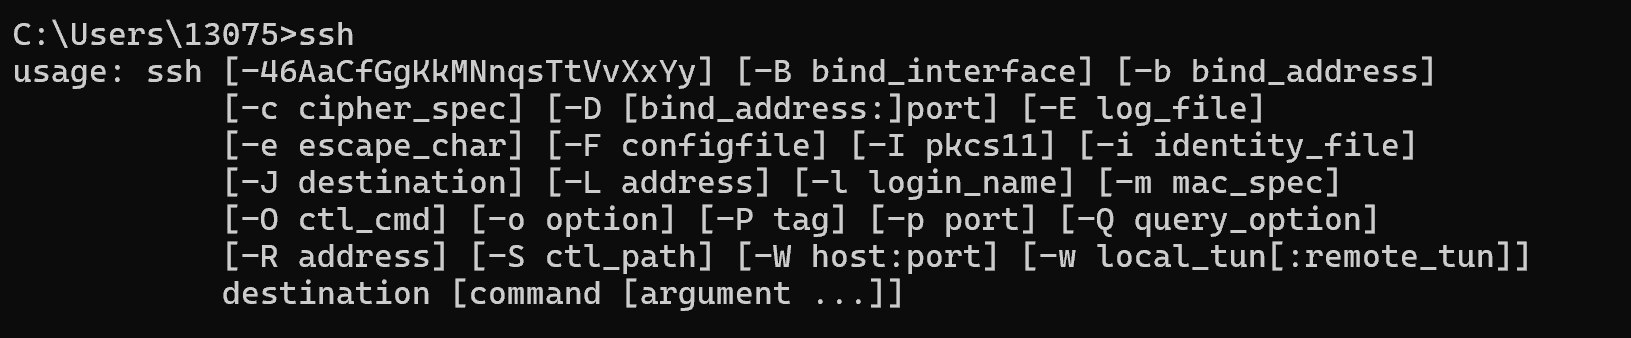 C:\Users\13075>ssh
usage: ssh [-46AaCfGgKkMNnqsTtVvXxYy] [-B bind_interface] [-b bind_address]
           [-c cipher_spec] [-D [bind_address:]port] [-E log_file]
           [-e escape_char] [-F configfile] [-I pkcs11] [-i identity_file]
           [-J destination] [-L address] [-l login_name] [-m mac_spec]
           [-O ctl_cmd] [-o option] [-P tag] [-p port] [-Q query_option]
           [-R address] [-S ctl_path] [-W host:port] [-w local_tun[:remote_tun]]
           destination [command [argument ...]]